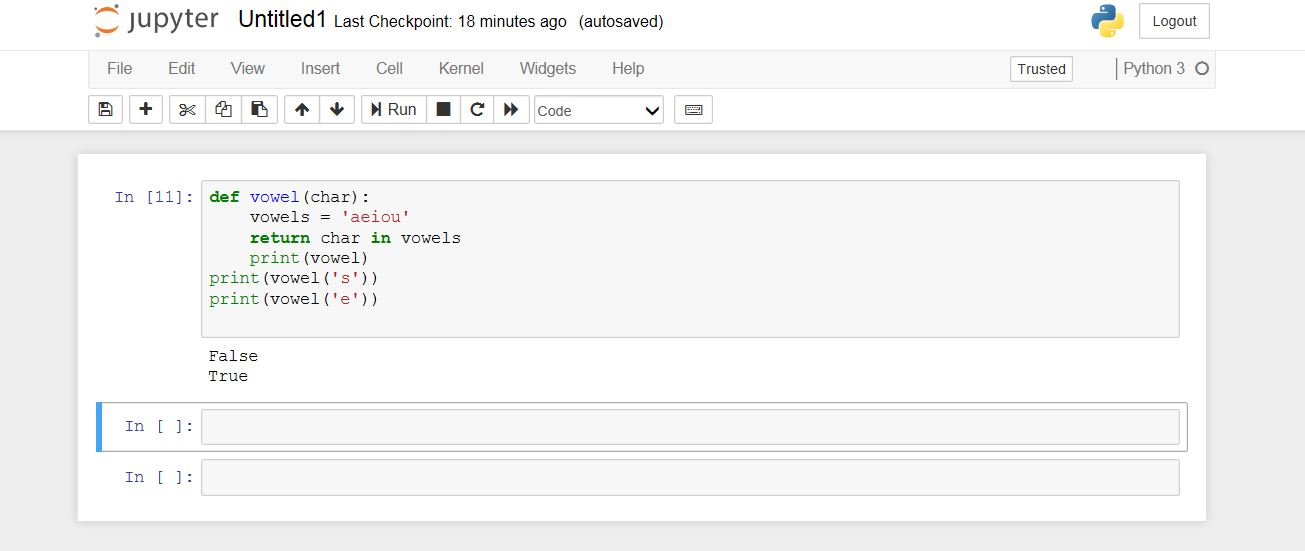 jupyter Untitled1 Last Checkpoint: 18 minutes ago (autosaved) Logout
File Edit View Insert Cell Kernel Widgets Help Trusted Python 3
Run Code
In [11]: def vowel(char):
    vowels = 'aeiou'
    return char in vowels
    print(vowel)
print(vowel('s'))
print(vowel('e'))
False
True
In [ ]:
In [ ]: